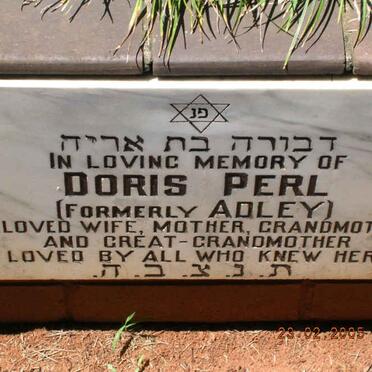 פנ
דבורה בת אריה
IN LOVING MEMORY OF
DORIS PERL
(FORMERLY ADLEY)
LOVED WIFE, MOTHER, GRANDMOT
AND GREAT-GRANDMOTHER
LOVED BY ALL WHO KNEW HER
ת.נ.צ.ב.ה.
23.02.2005